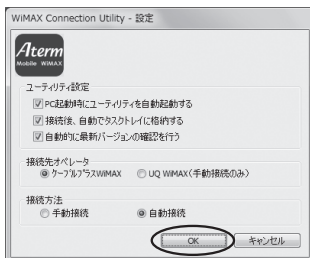 WiMAX Connection Utility - 設定
Aterm
Mobile WiMAX
ユーティリティ設定
PC起動時にユーティリティを自動起動する
接続後、自動でタスクトレイに格納する
自動的に最新バージョンの確認を行う
接続先オペレータ
ケーブルプラスWiMAX UQ WiMAX(手動接続のみ)
接続方法
手動接続 自動接続
OK キャンセル